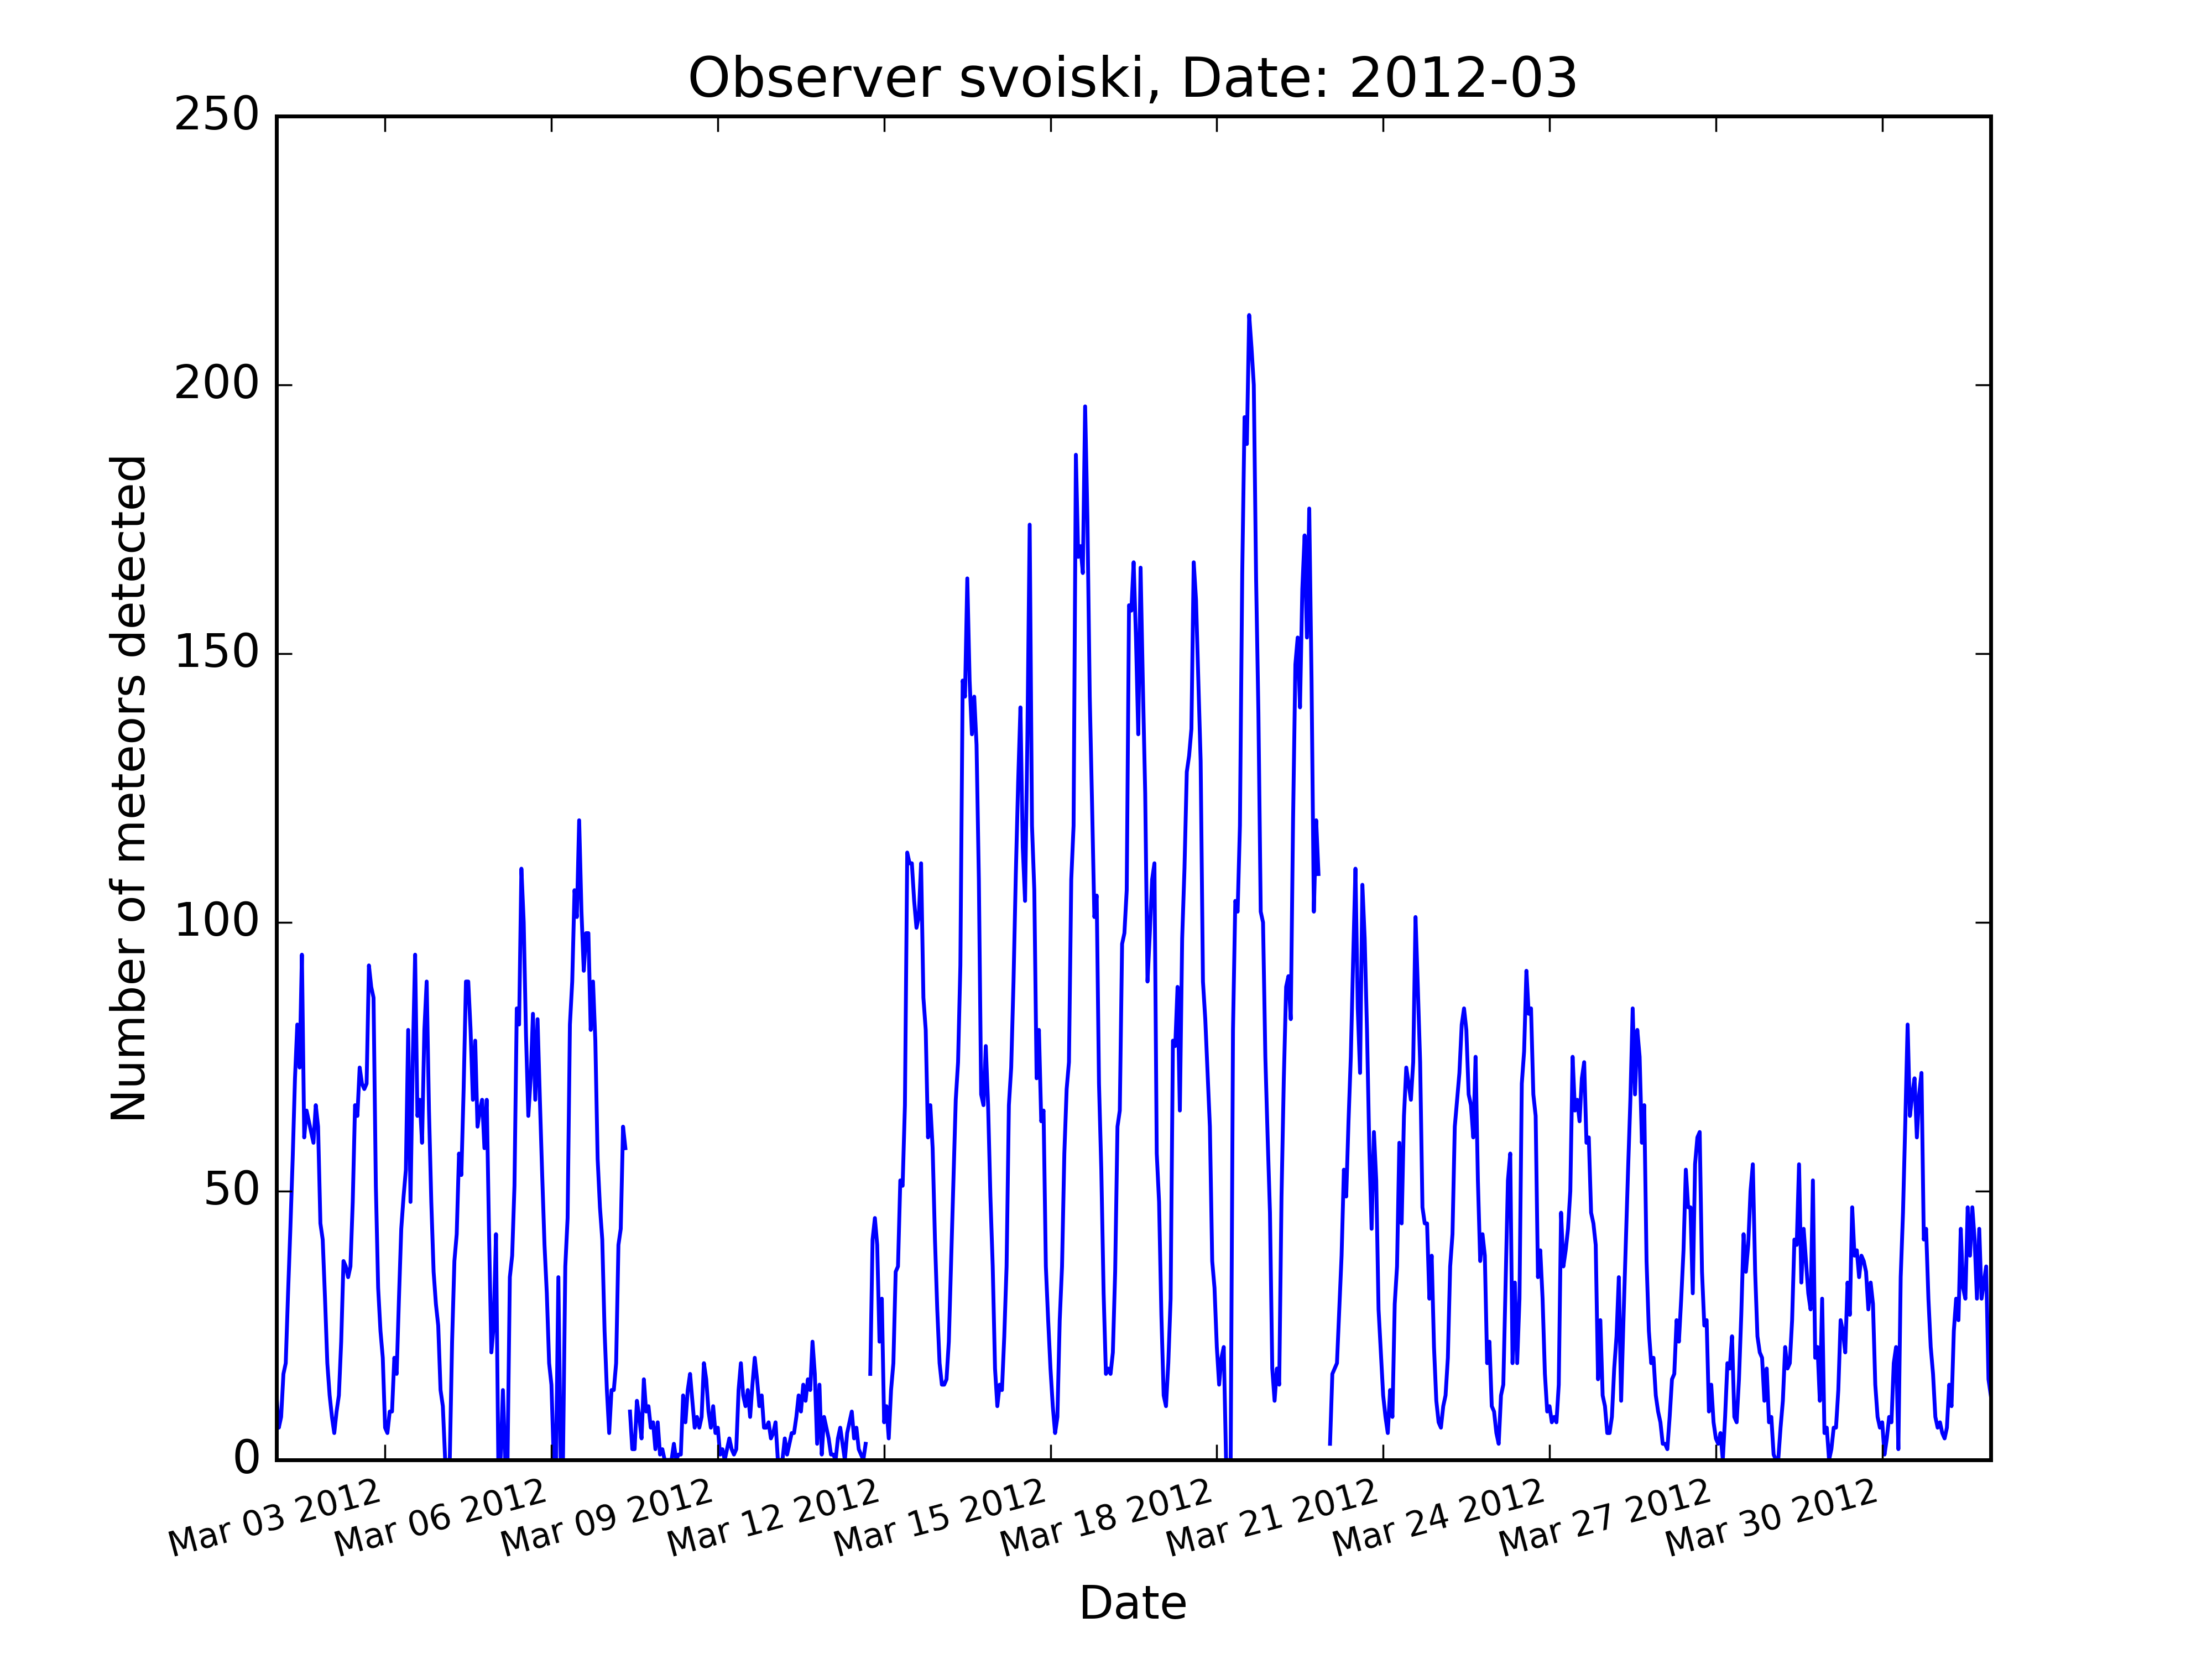 Observer svoiski, Date: 2012-03
250
200
150
100
50
0
Number of meteors detected
Mar 03 2012
Mar 06 2012
Mar 09 2012
Mar 12 2012
Mar 15 2012
Mar 18 2012
Mar 21 2012
Mar 24 2012
Mar 27 2012
Mar 30 2012
Date